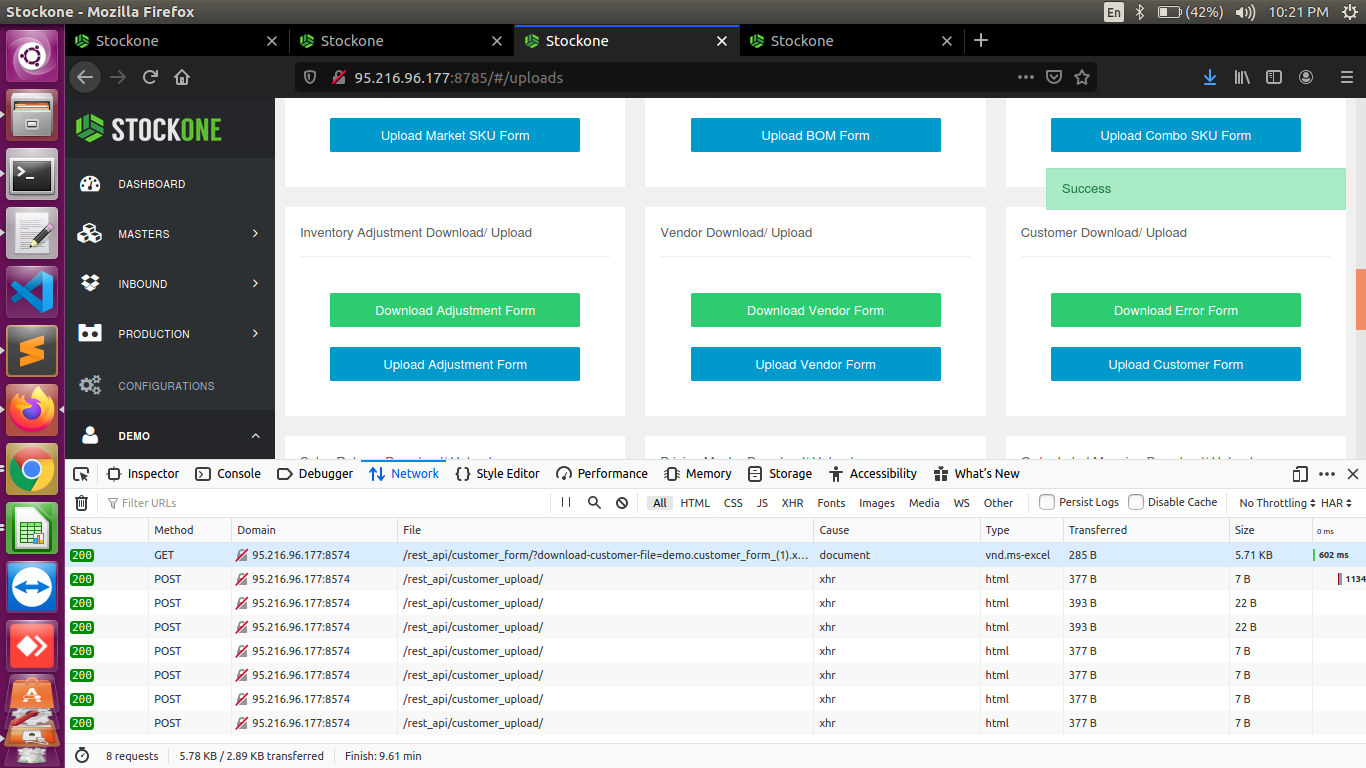 Stockone - Mozilla Firefox
En (42%) 10:21 PM
Stockone Stockone Stockone Stockone
95.216.96.177:8785/#/uploads
STOCKONE
DASHBOARD
MASTERS
INBOUND
PRODUCTION
CONFIGURATIONS
DEMO
Upload Market SKU Form Upload BOM Form Upload Combo SKU Form
Success
Inventory Adjustment Download/ Upload Vendor Download/ Upload Customer Download/ Upload
Download Adjustment Form Download Vendor Form Download Error Form
Upload Adjustment Form Upload Vendor Form Upload Customer Form
Inspector Console Debugger Network Style Editor Performance Memory Storage Accessibility What's New
Filter URLs All HTML CSS JS XHR Fonts Images Media WS Other Persist Logs Disable Cache No Throttling HAR
Status Method Domain File Cause Type Transferred Size 0 ms
200 GET 95.216.96.177:8574 /rest_api/customer_form/?download-customer-file=demo.customer_form_(1).x… document vnd.ms-excel 285 B 5.71 KB 602 ms
200 POST 95.216.96.177:8574 /rest_api/customer_upload/ xhr html 377 B 7 B 1134
200 POST 95.216.96.177:8574 /rest_api/customer_upload/ xhr html 393 B 22 B
200 POST 95.216.96.177:8574 /rest_api/customer_upload/ xhr html 393 B 22 B
200 POST 95.216.96.177:8574 /rest_api/customer_upload/ xhr html 377 B 7 B
200 POST 95.216.96.177:8574 /rest_api/customer_upload/ xhr html 377 B 7 B
200 POST 95.216.96.177:8574 /rest_api/customer_upload/ xhr html 377 B 7 B
200 POST 95.216.96.177:8574 /rest_api/customer_upload/ xhr html 377 B 7 B
8 requests 5.78 KB / 2.89 KB transferred Finish: 9.61 min